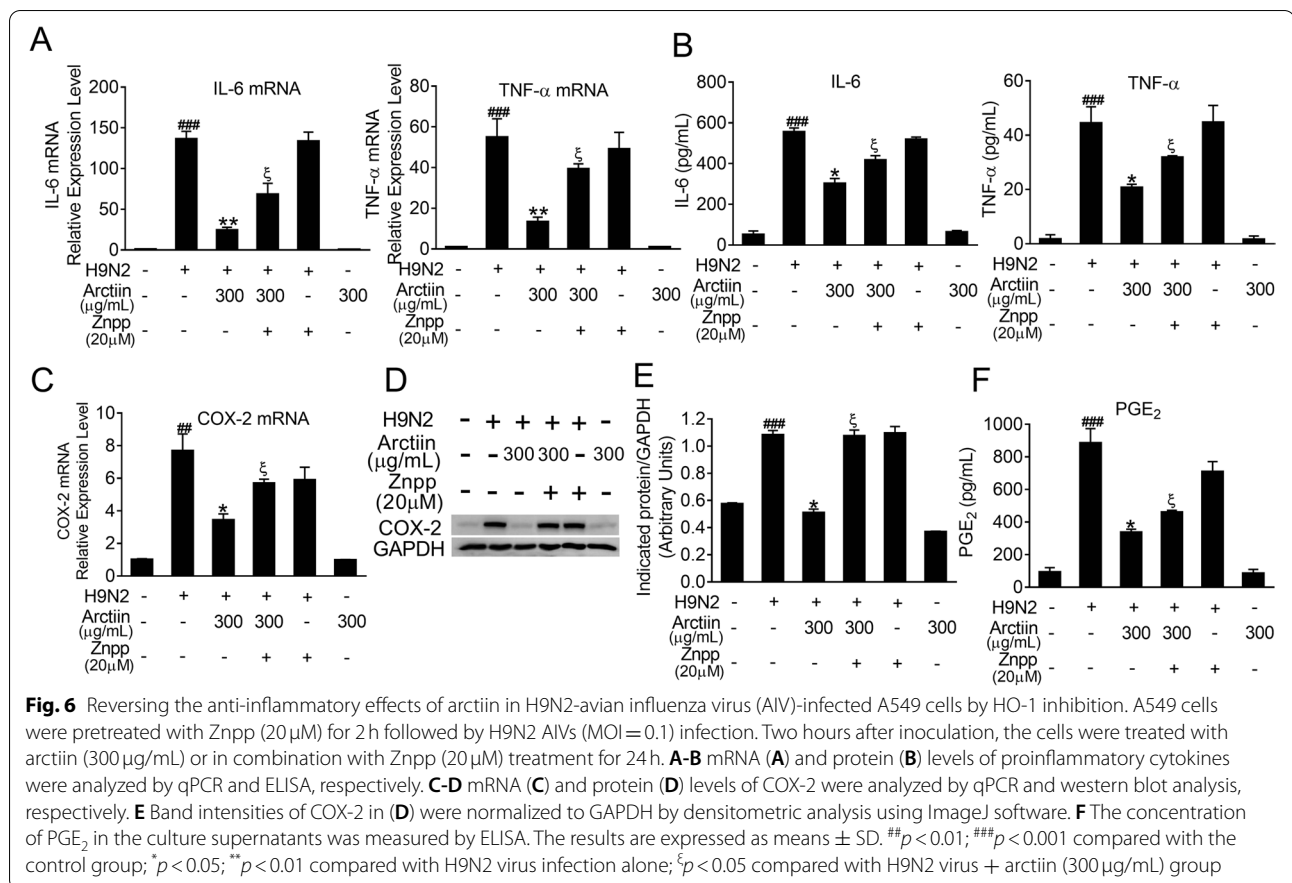 A
IL-6 mRNA
IL-6 mRNA
Relative Expression Level
200
150
100
50
0
###
**
ξ
H9N2 - + + + + -
Arctiin
(μg/mL) - - 300 300 - 300
Znpp
(20μM) - - - + + -
TNF-α mRNA
TNF-α mRNA
Relative Expression Level
80
60
40
20
0
###
**
ξ
H9N2 - + + + + -
Arctiin
(μg/mL) - - 300 300 - 300
Znpp
(20μM) - - - + + -
B
IL-6
IL-6 (pg/mL)
800
600
400
200
0
###
*
ξ
H9N2 - + + + + -
Arctiin
(μg/mL) - - 300 300 - 300
Znpp
(20μM) - - - + + -
TNF-α
TNF-α (pg/mL)
60
40
20
0
###
*
ξ
H9N2 - + + + + -
Arctiin
(μg/mL) - - 300 300 - 300
Znpp
(20μM) - - - + + -
C
COX-2 mRNA
COX-2 mRNA
Relative Expression Level
10
8
6
4
2
0
##
*
ξ
H9N2 - + + + + -
Arctiin
(μg/mL) - - 300 300 - 300
Znpp
(20μM) - - - + + -
D
H9N2 - + + + + -
Arctiin
(μg/mL) - - 300 300 - 300
Znpp
(20μM) - - - + + -
COX-2
GAPDH
E
Indicated protein/GAPDH
(Arbitrary Units)
1.2
1.0
0.8
0.6
0.4
0.2
0.0
###
*
ξ
H9N2 - + + + + -
Arctiin
(μg/mL) - - 300 300 - 300
Znpp
(20μM) - - - + + -
F
PGE2
PGE2 (pg/mL)
1000
800
600
400
200
0
###
*
ξ
H9N2 - + + + + -
Arctiin
(μg/mL) - - 300 300 - 300
Znpp
(20μM) - - - + + -
Fig. 6 Reversing the anti-inflammatory effects of arctiin in H9N2-avian influenza virus (AIV)-infected A549 cells by HO-1 inhibition. A549 cells
were pretreated with Znpp (20 μM) for 2 h followed by H9N2 AIVs (MOI = 0.1) infection. Two hours after inoculation, the cells were treated with
arctiin (300 μg/mL) or in combination with Znpp (20 μM) treatment for 24 h. A-B mRNA (A) and protein (B) levels of proinflammatory cytokines
were analyzed by qPCR and ELISA, respectively. C-D mRNA (C) and protein (D) levels of COX-2 were analyzed by qPCR and western blot analysis,
respectively. E Band intensities of COX-2 in (D) were normalized to GAPDH by densitometric analysis using ImageJ software. F The concentration
of PGE2 in the culture supernatants was measured by ELISA. The results are expressed as means ± SD. ##p < 0.01; ###p < 0.001 compared with the
control group; *p < 0.05; **p < 0.01 compared with H9N2 virus infection alone; ξp < 0.05 compared with H9N2 virus + arctiin (300 μg/mL) group